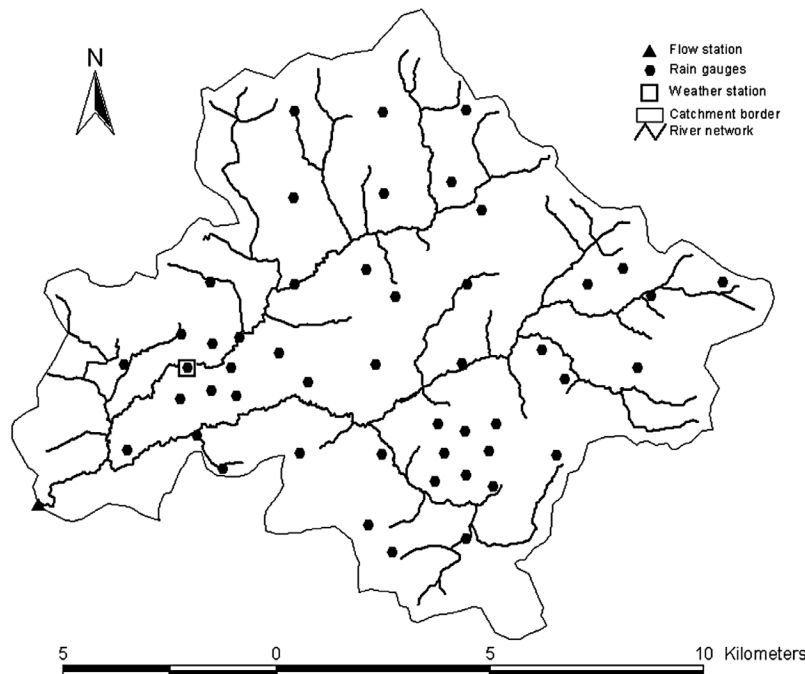 N
Flow station
Rain gauges
Weather station
Catchment border
River network
5 0 5 10 Kilometers